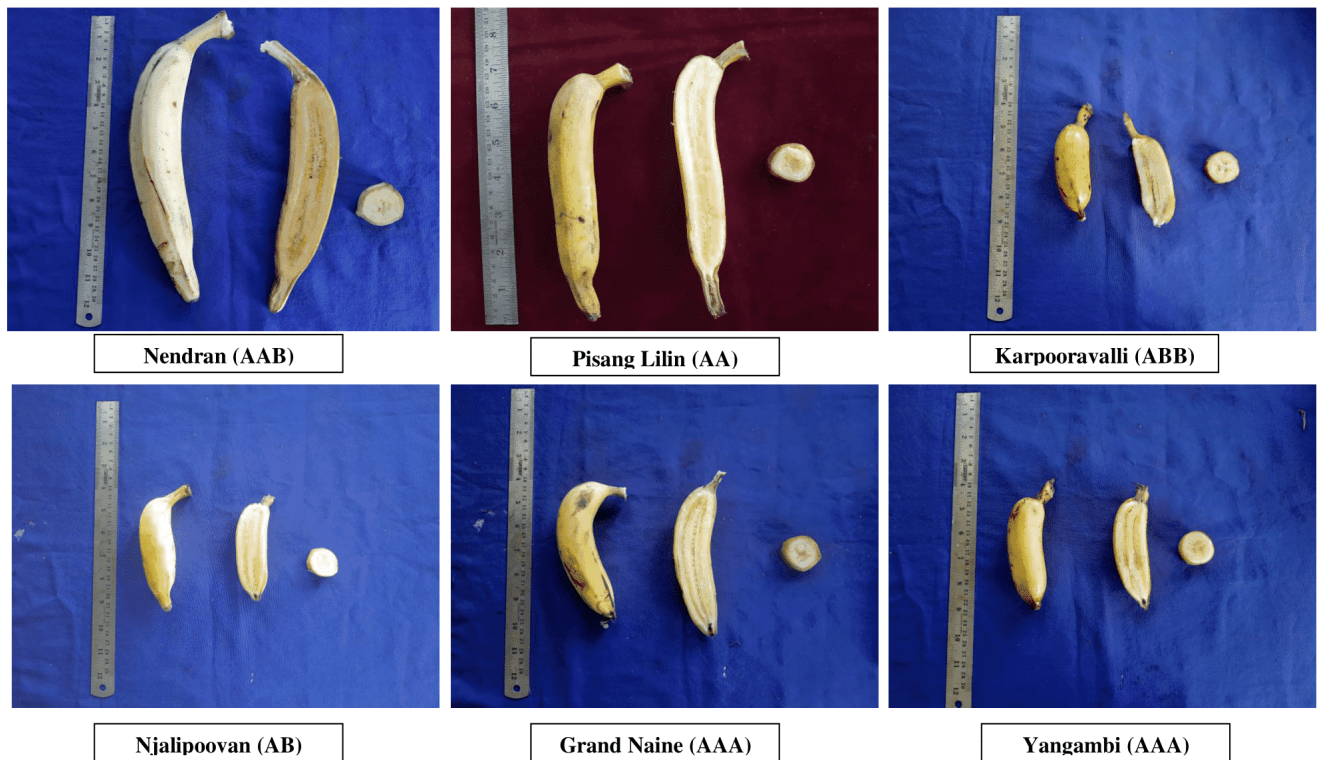 Nendran (AAB)
Pisang Lilin (AA)
Karpooravalli (ABB)
Njalipoovan (AB)
Grand Naine (AAA)
Yangambi (AAA)